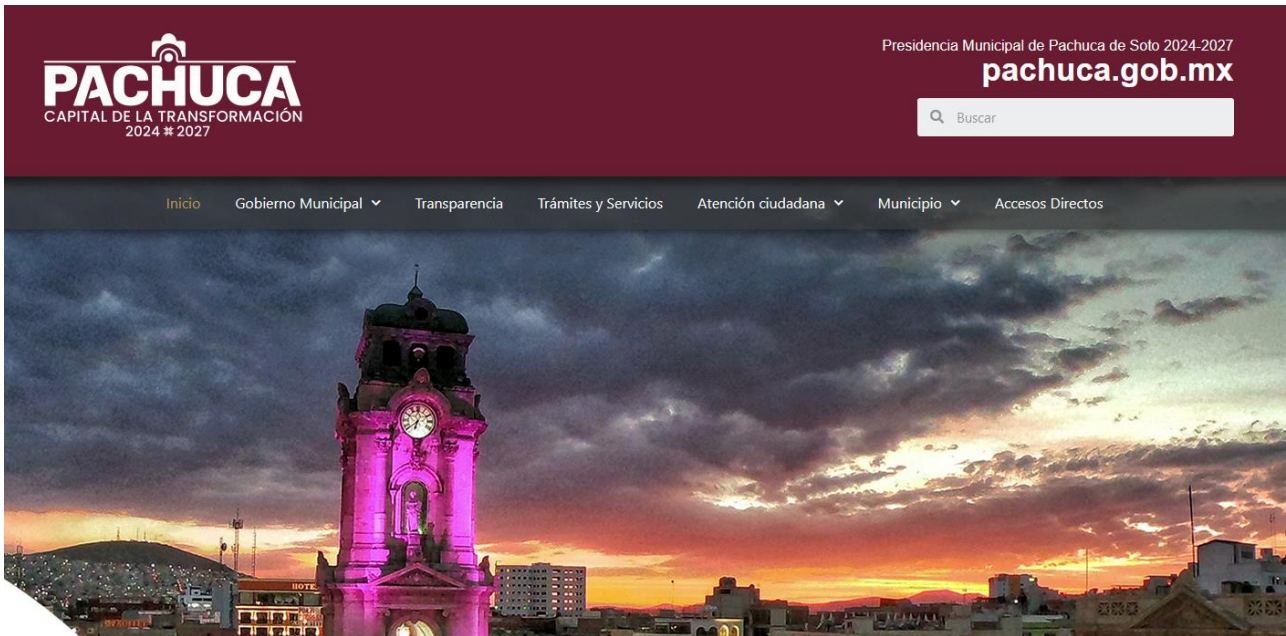 PACHUCA
CAPITAL DE LA TRANSFORMACIÓN
2024 # 2027
Presidencia Municipal de Pachuca de Soto 2024-2027
pachuca.gob.mx
Buscar
Inicio Gobierno Municipal Transparencia Trámites y Servicios Atención ciudadana Municipio Accesos Directos
HOTEL